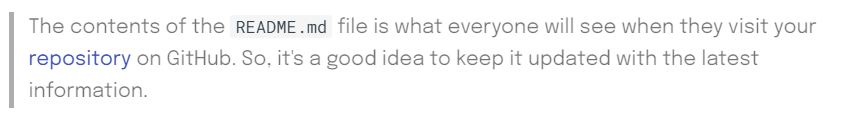 The contents of the README.md file is what everyone will see when they visit your
repository on GitHub. So, it's a good idea to keep it updated with the latest
information.